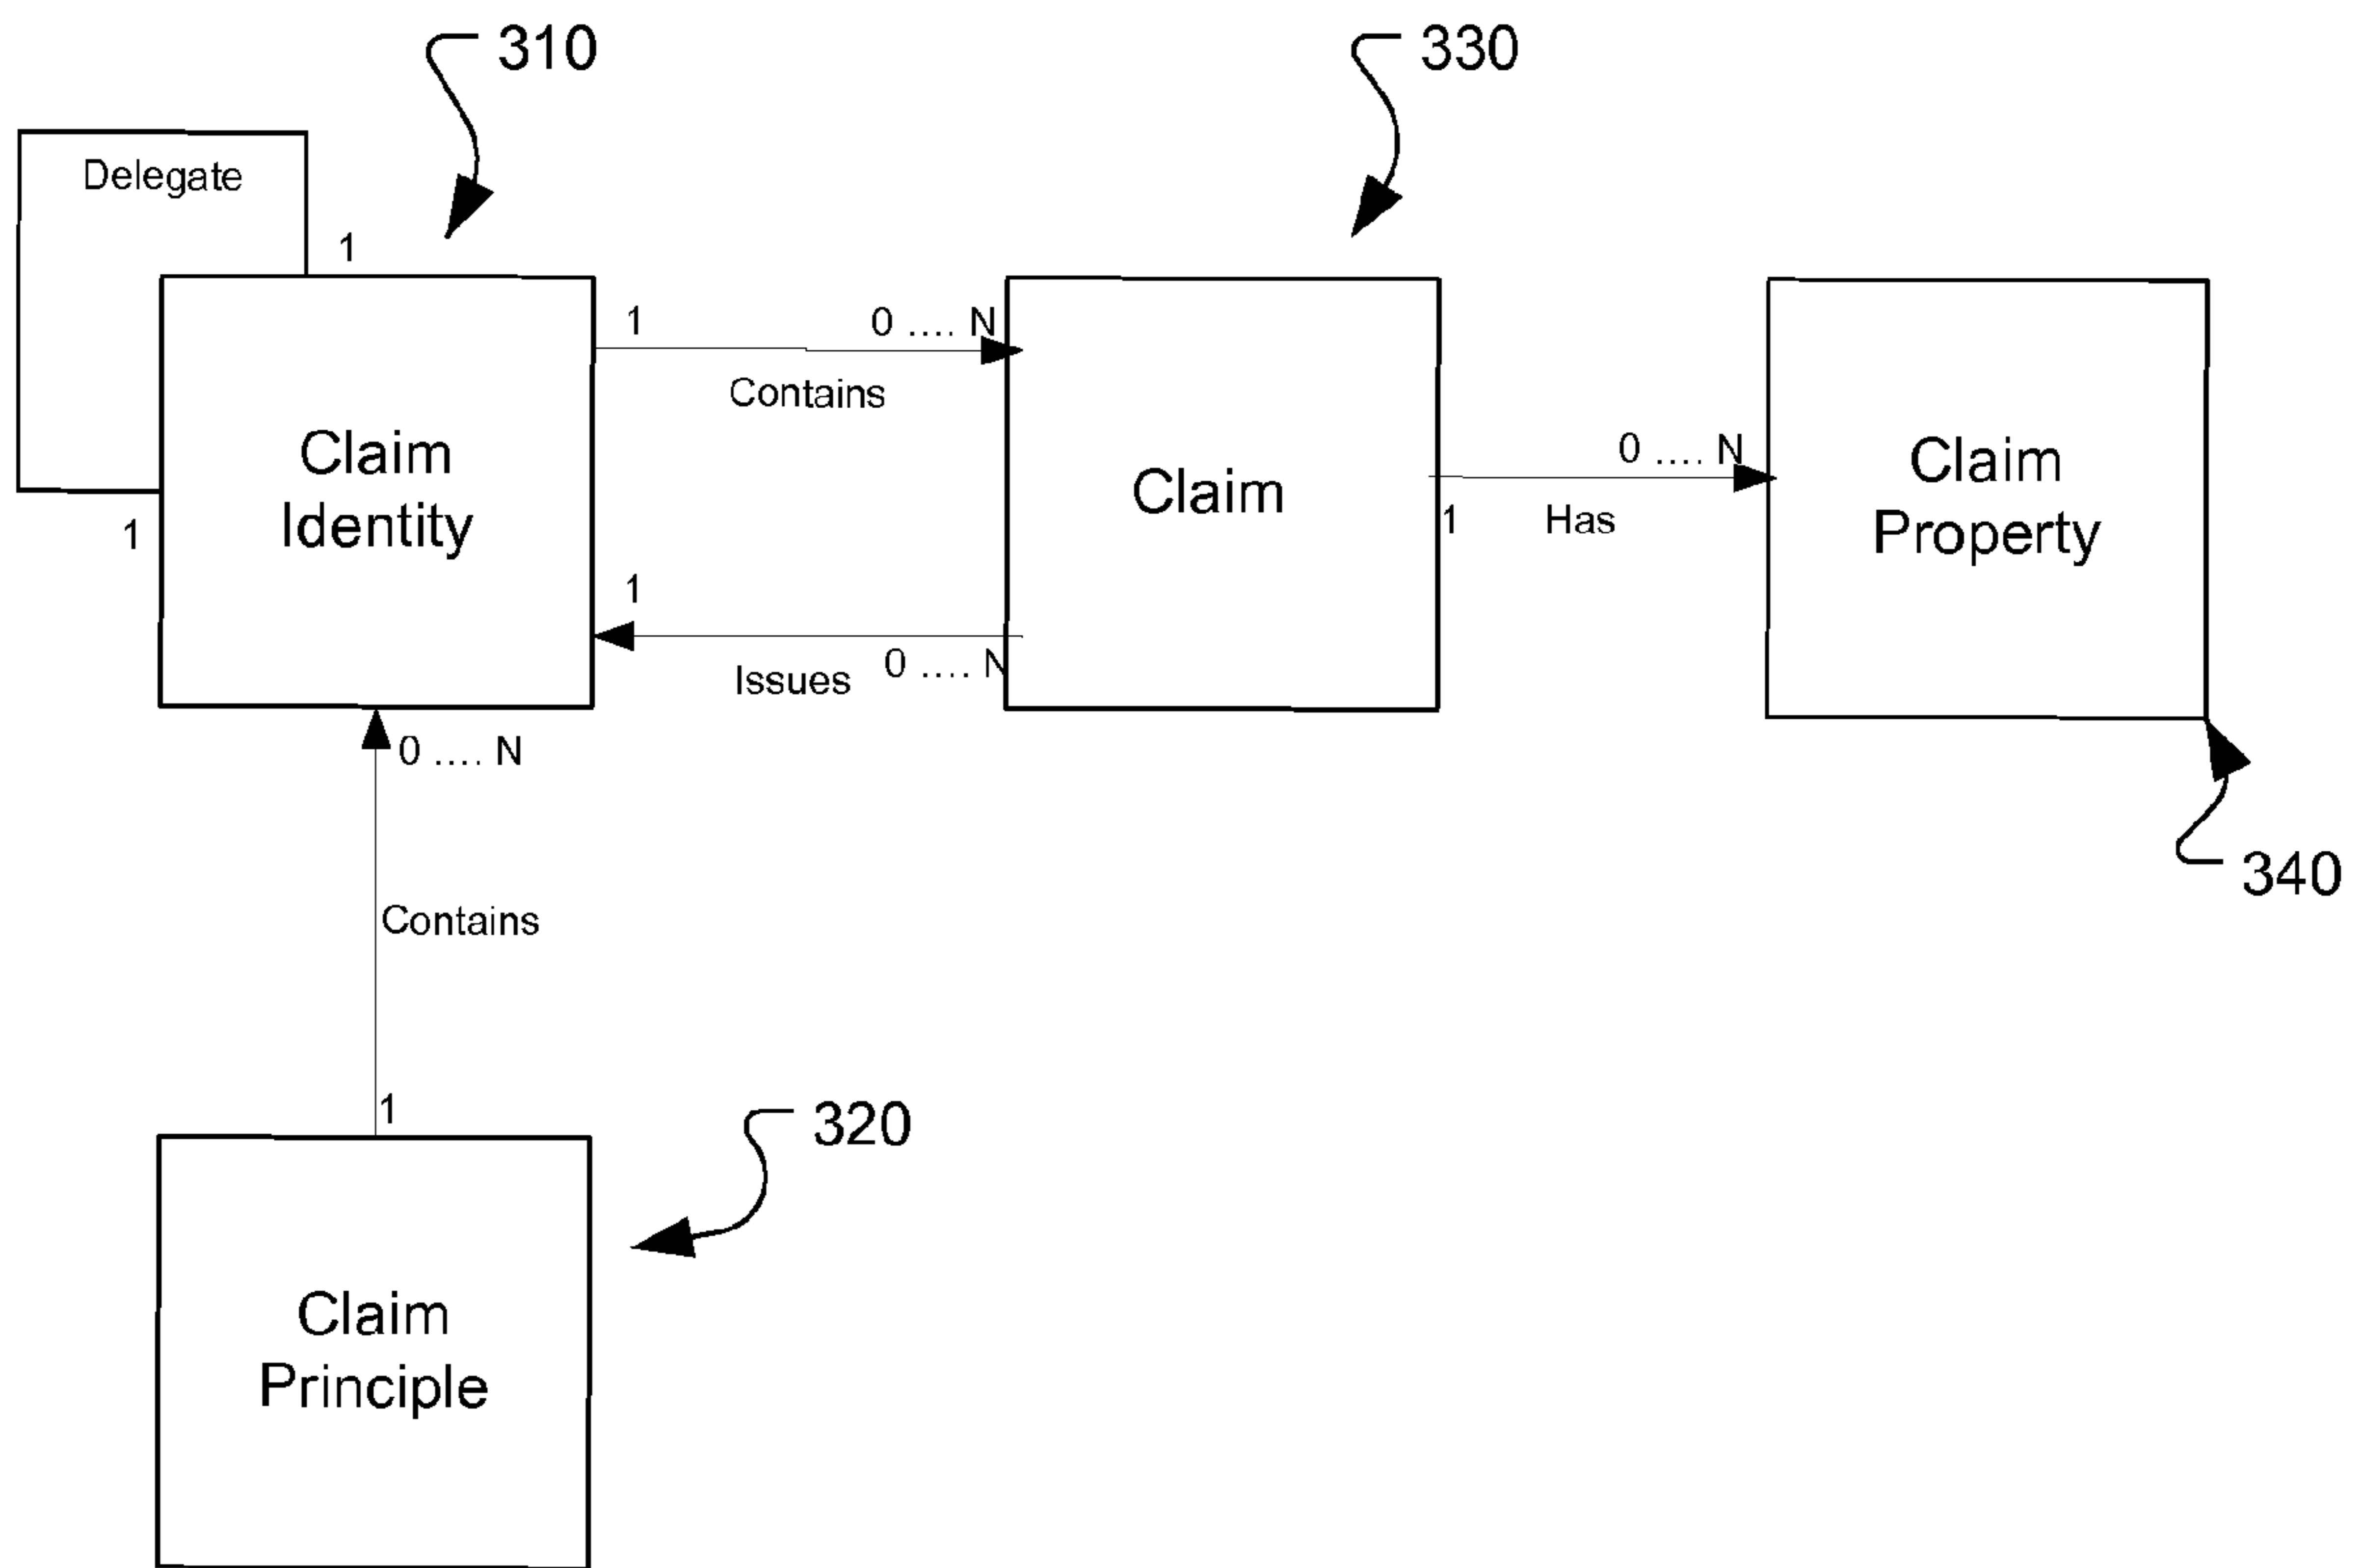 310
330
Delegate
1
1
0 .... N
Contains
Claim
Identity
Claim
0 .... N
1
Has
Claim
Property
1
1
Issues
0 .... N
0 .... N
340
Contains
1
320
Claim
Principle